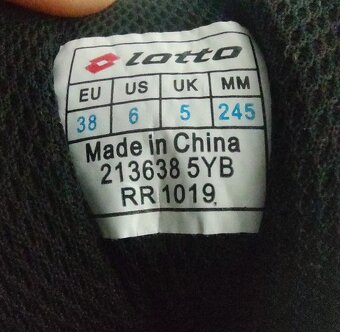 lotto
EU US UK MM
38 6 5 245
Made in China
213638 5YB
RR 1019